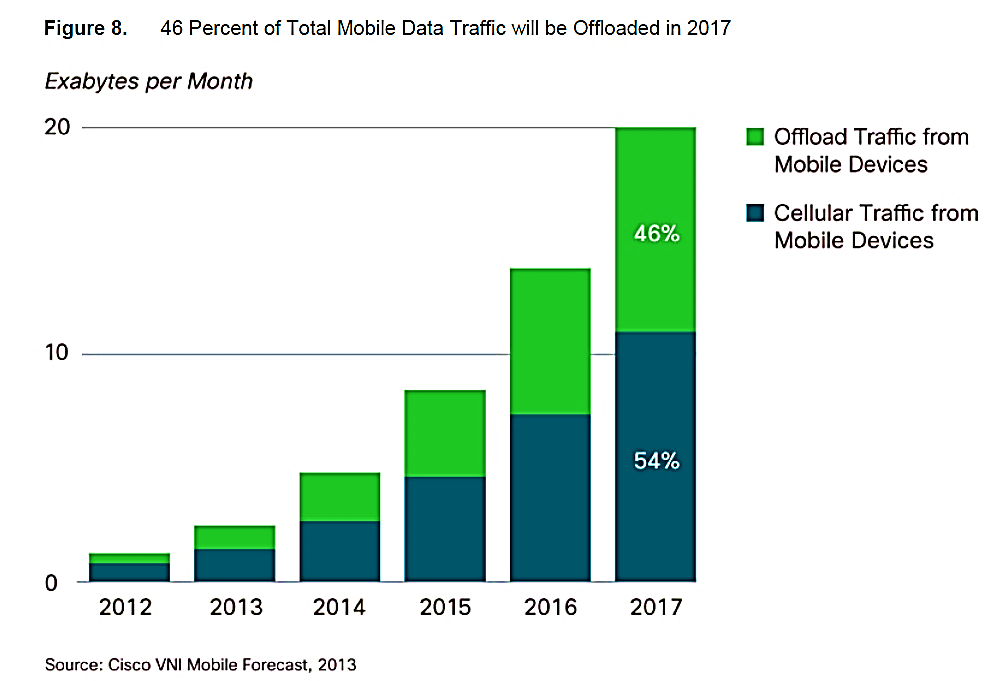 Figure 8. 46 Percent of Total Mobile Data Traffic will be Offloaded in 2017
Exabytes per Month
20
Offload Traffic from
Mobile Devices
Cellular Traffic from
Mobile Devices
46%
10
54%
0
2012 2013 2014 2015 2016 2017
Source: Cisco VNI Mobile Forecast, 2013